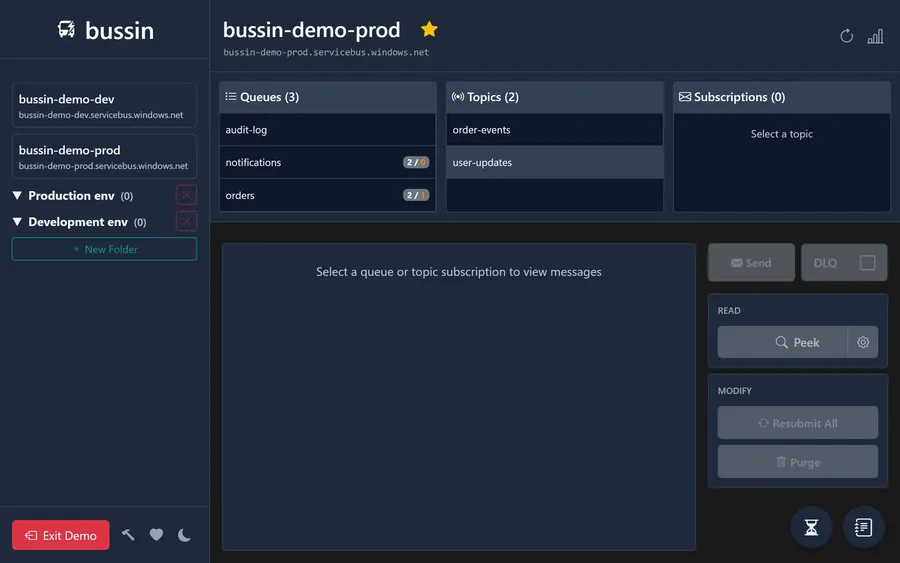 bussin
bussin-demo-dev
bussin-demo-dev.servicebus.windows.net
bussin-demo-prod
bussin-demo-prod.servicebus.windows.net
Production env (0)
Development env (0)
+ New Folder
Exit Demo
bussin-demo-prod
bussin-demo-prod.servicebus.windows.net
Queues (3)
audit-log
notifications 2 / 0
orders 2 / 1
Topics (2)
order-events
user-updates
Subscriptions (0)
Select a topic
Select a queue or topic subscription to view messages
Send
DLQ
READ
Peek
MODIFY
Resubmit All
Purge